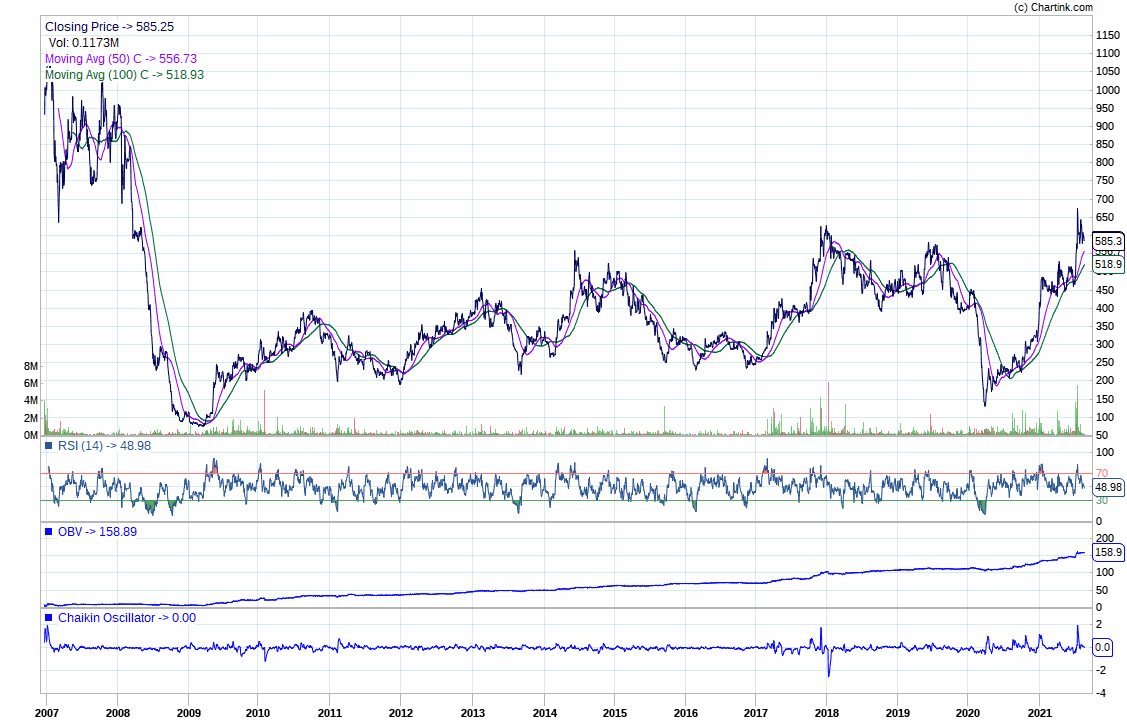 (c) Chartink.com
Closing Price -> 585.25
Vol: 0.1173M
Moving Avg (50) C -> 556.73
Moving Avg (100) C -> 518.93
1150
1100
1050
1000
950
900
850
800
750
700
650
585.3
518.9
450
400
350
300
250
200
150
100
50
8M
6M
4M
2M
0M
RSI (14) -> 48.98
100
70
48.98
30
0
OBV -> 158.89
200
158.9
100
50
0
Chaikin Oscillator -> 0.00
2
0.0
-2
-4
2007 2008 2009 2010 2011 2012 2013 2014 2015 2016 2017 2018 2019 2020 2021